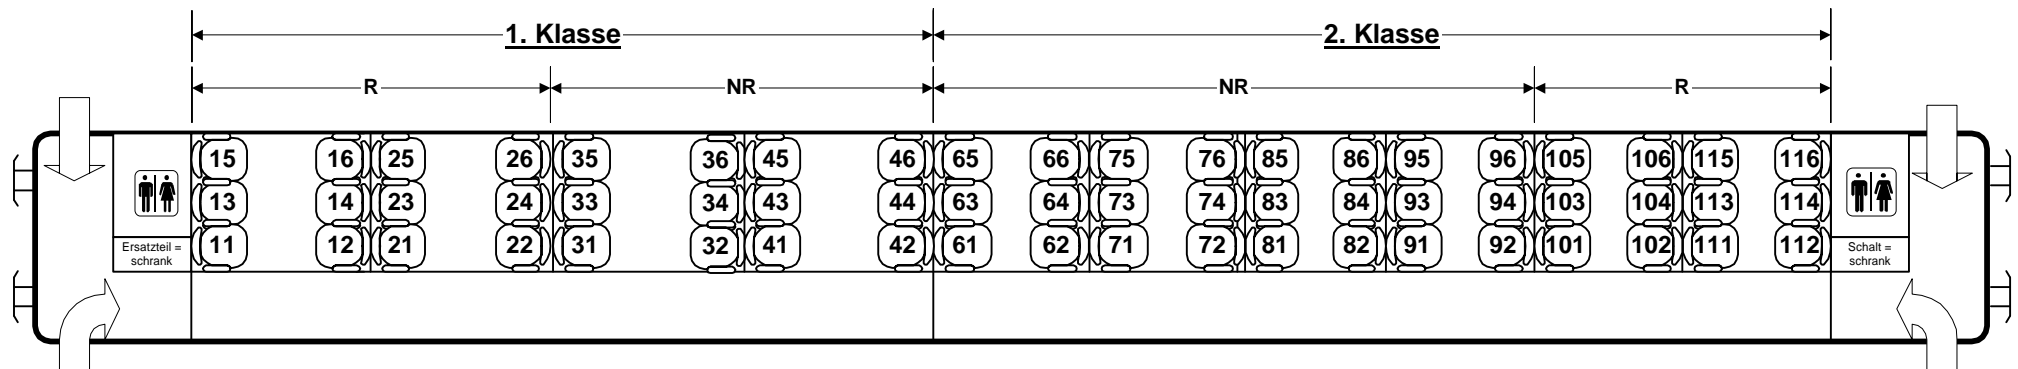 1. Klasse 2. Klasse
R NR NR R
15 16 25 26 35 36 45 46 65 66 75 76 85 86 95 96 105 106 115 116
13 14 23 24 33 34 43 44 63 64 73 74 83 84 93 94 103 104 113 114
11 12 21 22 31 32 41 42 61 62 71 72 81 82 91 92 101 102 111 112
Ersatzteil =
schrank
Schalt =
schrank